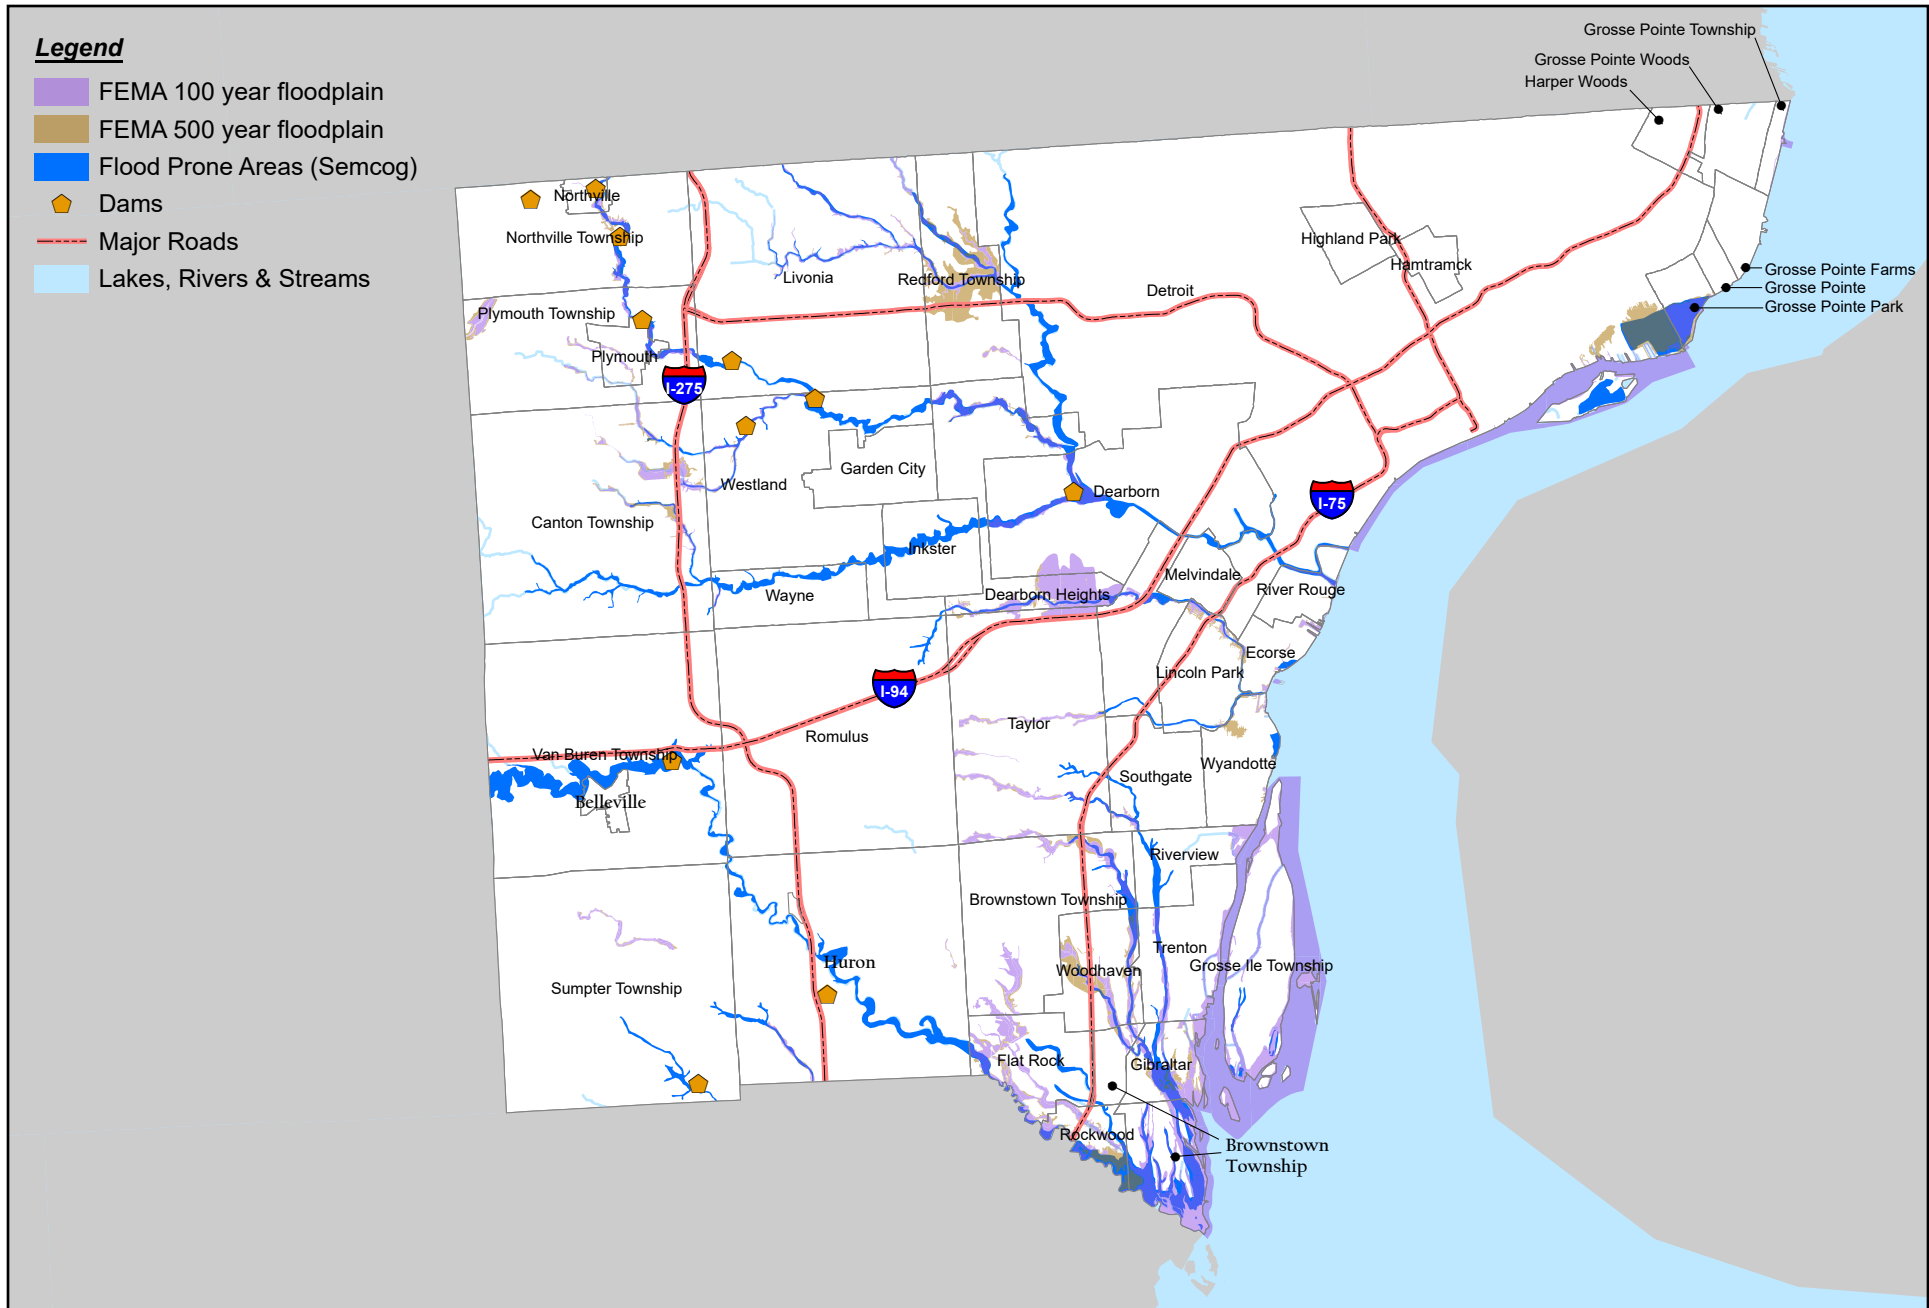 Legend
FEMA 100 year floodplain
FEMA 500 year floodplain
Flood Prone Areas (Semcog)
Dams
Major Roads
Lakes, Rivers & Streams
Grosse Pointe Township
Grosse Pointe Woods
Harper Woods
Northville
Northville Township
Livonia
Redford Township
Highland Park
Hamtramck
Detroit
Grosse Pointe Farms
Grosse Pointe
Grosse Pointe Park
Plymouth Township
Plymouth
I-275
Garden City
Westland
Dearborn
I-75
Canton Township
Inkster
Wayne
Dearborn Heights
Melvindale
River Rouge
Ecorse
Lincoln Park
I-94
Taylor
Romulus
Van Buren Township
Belleville
Southgate
Wyandotte
Riverview
Brownstown Township
Trenton
Woodhaven
Grosse Ile Township
Huron
Sumpter Township
Flat Rock
Gibraltar
Rockwood
Brownstown
Township